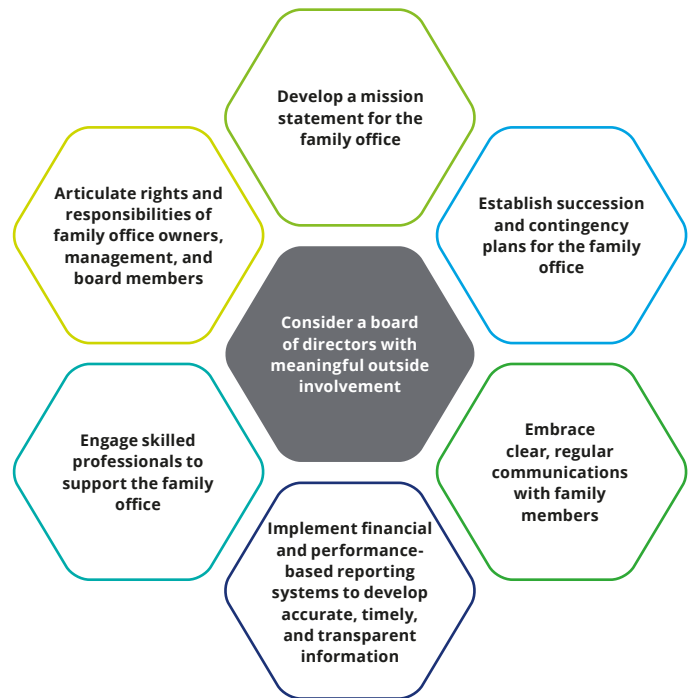 Develop a mission
statement for the
family office
Articulate rights and
responsibilities of
family office owners,
management, and
board members
Establish succession
and contingency
plans for the family
office
Consider a board
of directors with
meaningful outside
involvement
Engage skilled
professionals to
support the family
office
Embrace
clear, regular
communications
with family
members
Implement financial
and performance-
based reporting
systems to develop
accurate, timely,
and transparent
information